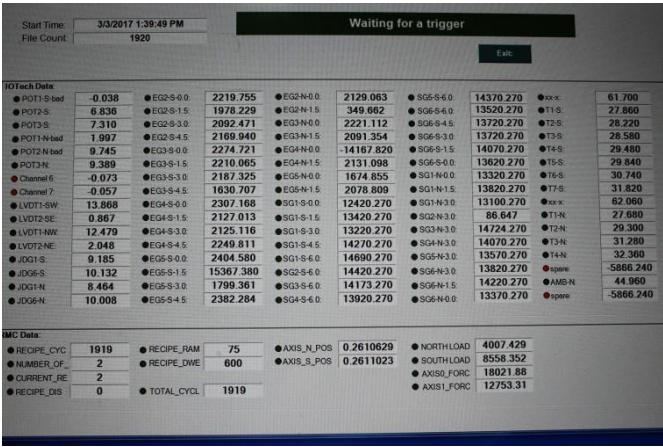 Start Time: 3/3/2017 1:39:49 PM
Waiting for a trigger
File Count: 1920
Exit
IOTech Data:
POT1-S-bad -0.038 EG2-S-0.0: 2219.755 EG2-N-0.0: 2129.063 SG5-S-6.0: 14370.270 xx-x: 61.700
POT2-S: 6.836 EG2-S-1.5: 1978.229 EG2-N-1.5: 349.662 SG6-S-6.0: 13520.270 T1-S: 27.860
POT3-S: 7.310 EG2-S-3.0: 2092.471 EG3-N-0.0: 2221.112 SG6-S-4.5: 13720.270 T2-S: 28.220
POT1-N-bad 1.997 EG2-S-4.5: 2169.940 EG3-N-1.5: 2091.354 SG6-S-3.0: 13720.270 T3-S: 28.580
POT2-N-bad 9.745 EG3-S-0.0: 2274.721 EG4-N-0.0: -14167.820 SG6-S-1.5: 14070.270 T4-S: 29.480
POT3-N: 9.389 EG3-S-1.5: 2210.065 EG4-N-1.5: 2131.098 SG6-S-0.0: 13620.270 T5-S: 29.840
Channel 6: -0.073 EG3-S-3.0: 2187.325 EG5-N-0.0: 1674.855 SG1-N-0.0: 13320.270 T6-S: 30.740
Channel 7: -0.057 EG3-S-4.5: 1630.707 EG5-N-1.5: 2078.809 SG1-N-1.5: 13820.270 T7-S: 31.820
LVDT1-SW: 13.868 EG4-S-0.0: 2307.168 SG1-S-0.0: 12420.270 SG1-N-3.0: 13100.270 xx-x: 62.060
LVDT2-SE: 0.867 EG4-S-1.5: 2127.013 SG1-S-1.5: 13420.270 SG2-N-3.0: 86.647 T1-N: 27.680
LVDT1-NW: 12.479 EG4-S-3.0: 2125.116 SG1-S-3.0: 13220.270 SG3-N-3.0: 14724.270 T2-N: 29.300
LVDT2-NE: 2.048 EG4-S-4.5: 2249.811 SG1-S-4.5: 14270.270 SG4-N-3.0: 14070.270 T3-N: 31.280
JDG1-S: 9.185 EG5-S-0.0: 2404.580 SG1-S-6.0: 14690.270 SG5-N-3.0: 13570.270 T4-N: 32.360
JDG6-S: 10.132 EG5-S-1.5: 15367.380 SG2-S-6.0: 14420.270 SG6-N-3.0: 13820.270 spare: -5866.240
JDG1-N: 8.464 EG5-S-3.0: 1799.361 SG3-S-6.0: 14173.270 SG6-N-1.5: 14220.270 AMB-N: 44.960
JDG6-N: 10.008 EG5-S-4.5: 2382.284 SG4-S-6.0: 13920.270 SG6-N-0.0: 13370.270 spare: -5866.240
RMC Data:
RECIPE_CYC 1919 RECIPE_RAM 75 AXIS_N_POS 0.2610629 NORTH LOAD 4007.429
NUMBER_OF_ 2 RECIPE_DWE 600 AXIS_S_POS 0.2611023 SOUTH LOAD 8558.352
CURRENT_RE 2 AXIS0_FORC 18021.88
RECIPE_DIS 0 TOTAL_CYCL 1919 AXIS1_FORC 12753.31